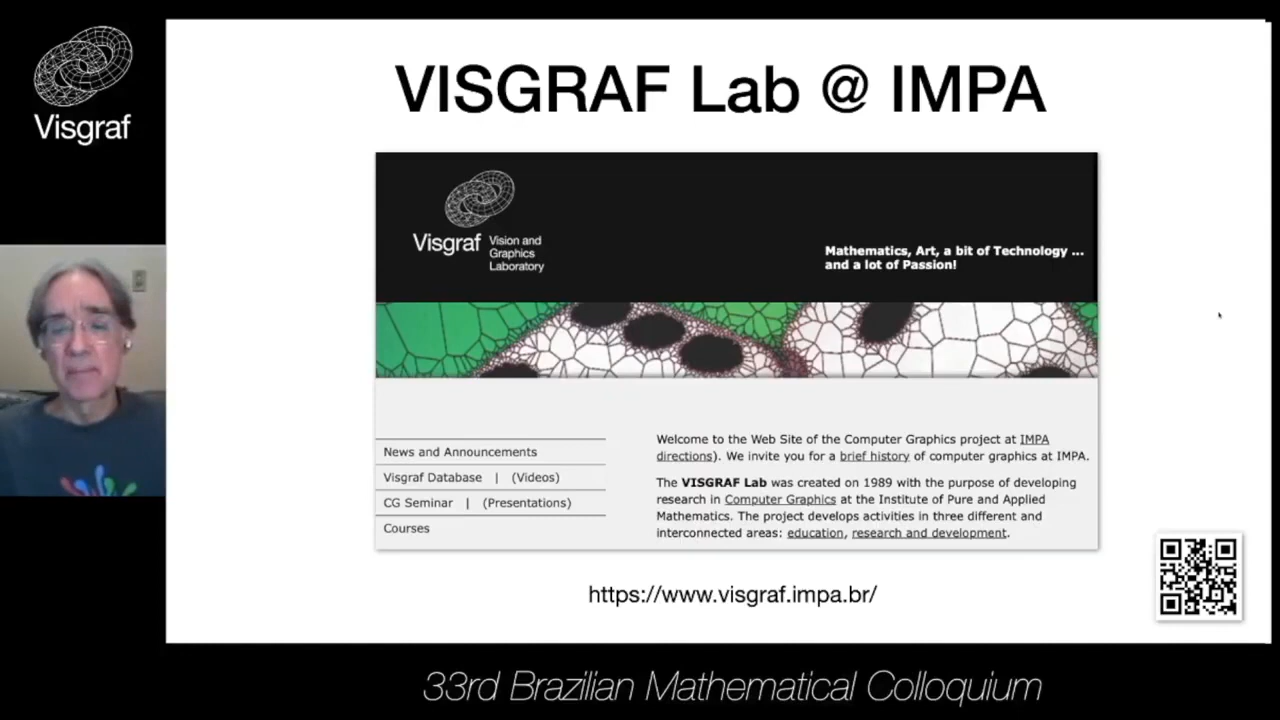 Visgraf
VISGRAF Lab @ IMPA
Visgraf
Vision and
Graphics
Laboratory
Mathematics, Art, a bit of Technology ...
and a lot of Passion!
News and Announcements
Visgraf Database | (Videos)
CG Seminar | (Presentations)
Courses
Welcome to the Web Site of the Computer Graphics project at IMPA
directions). We invite you for a brief history of computer graphics at IMPA.
The VISGRAF Lab was created on 1989 with the purpose of developing
research in Computer Graphics at the Institute of Pure and Applied
Mathematics. The project develops activities in three different and
interconnected areas: education, research and development.
https://www.visgraf.impa.br/
33rd Brazilian Mathematical Colloquium